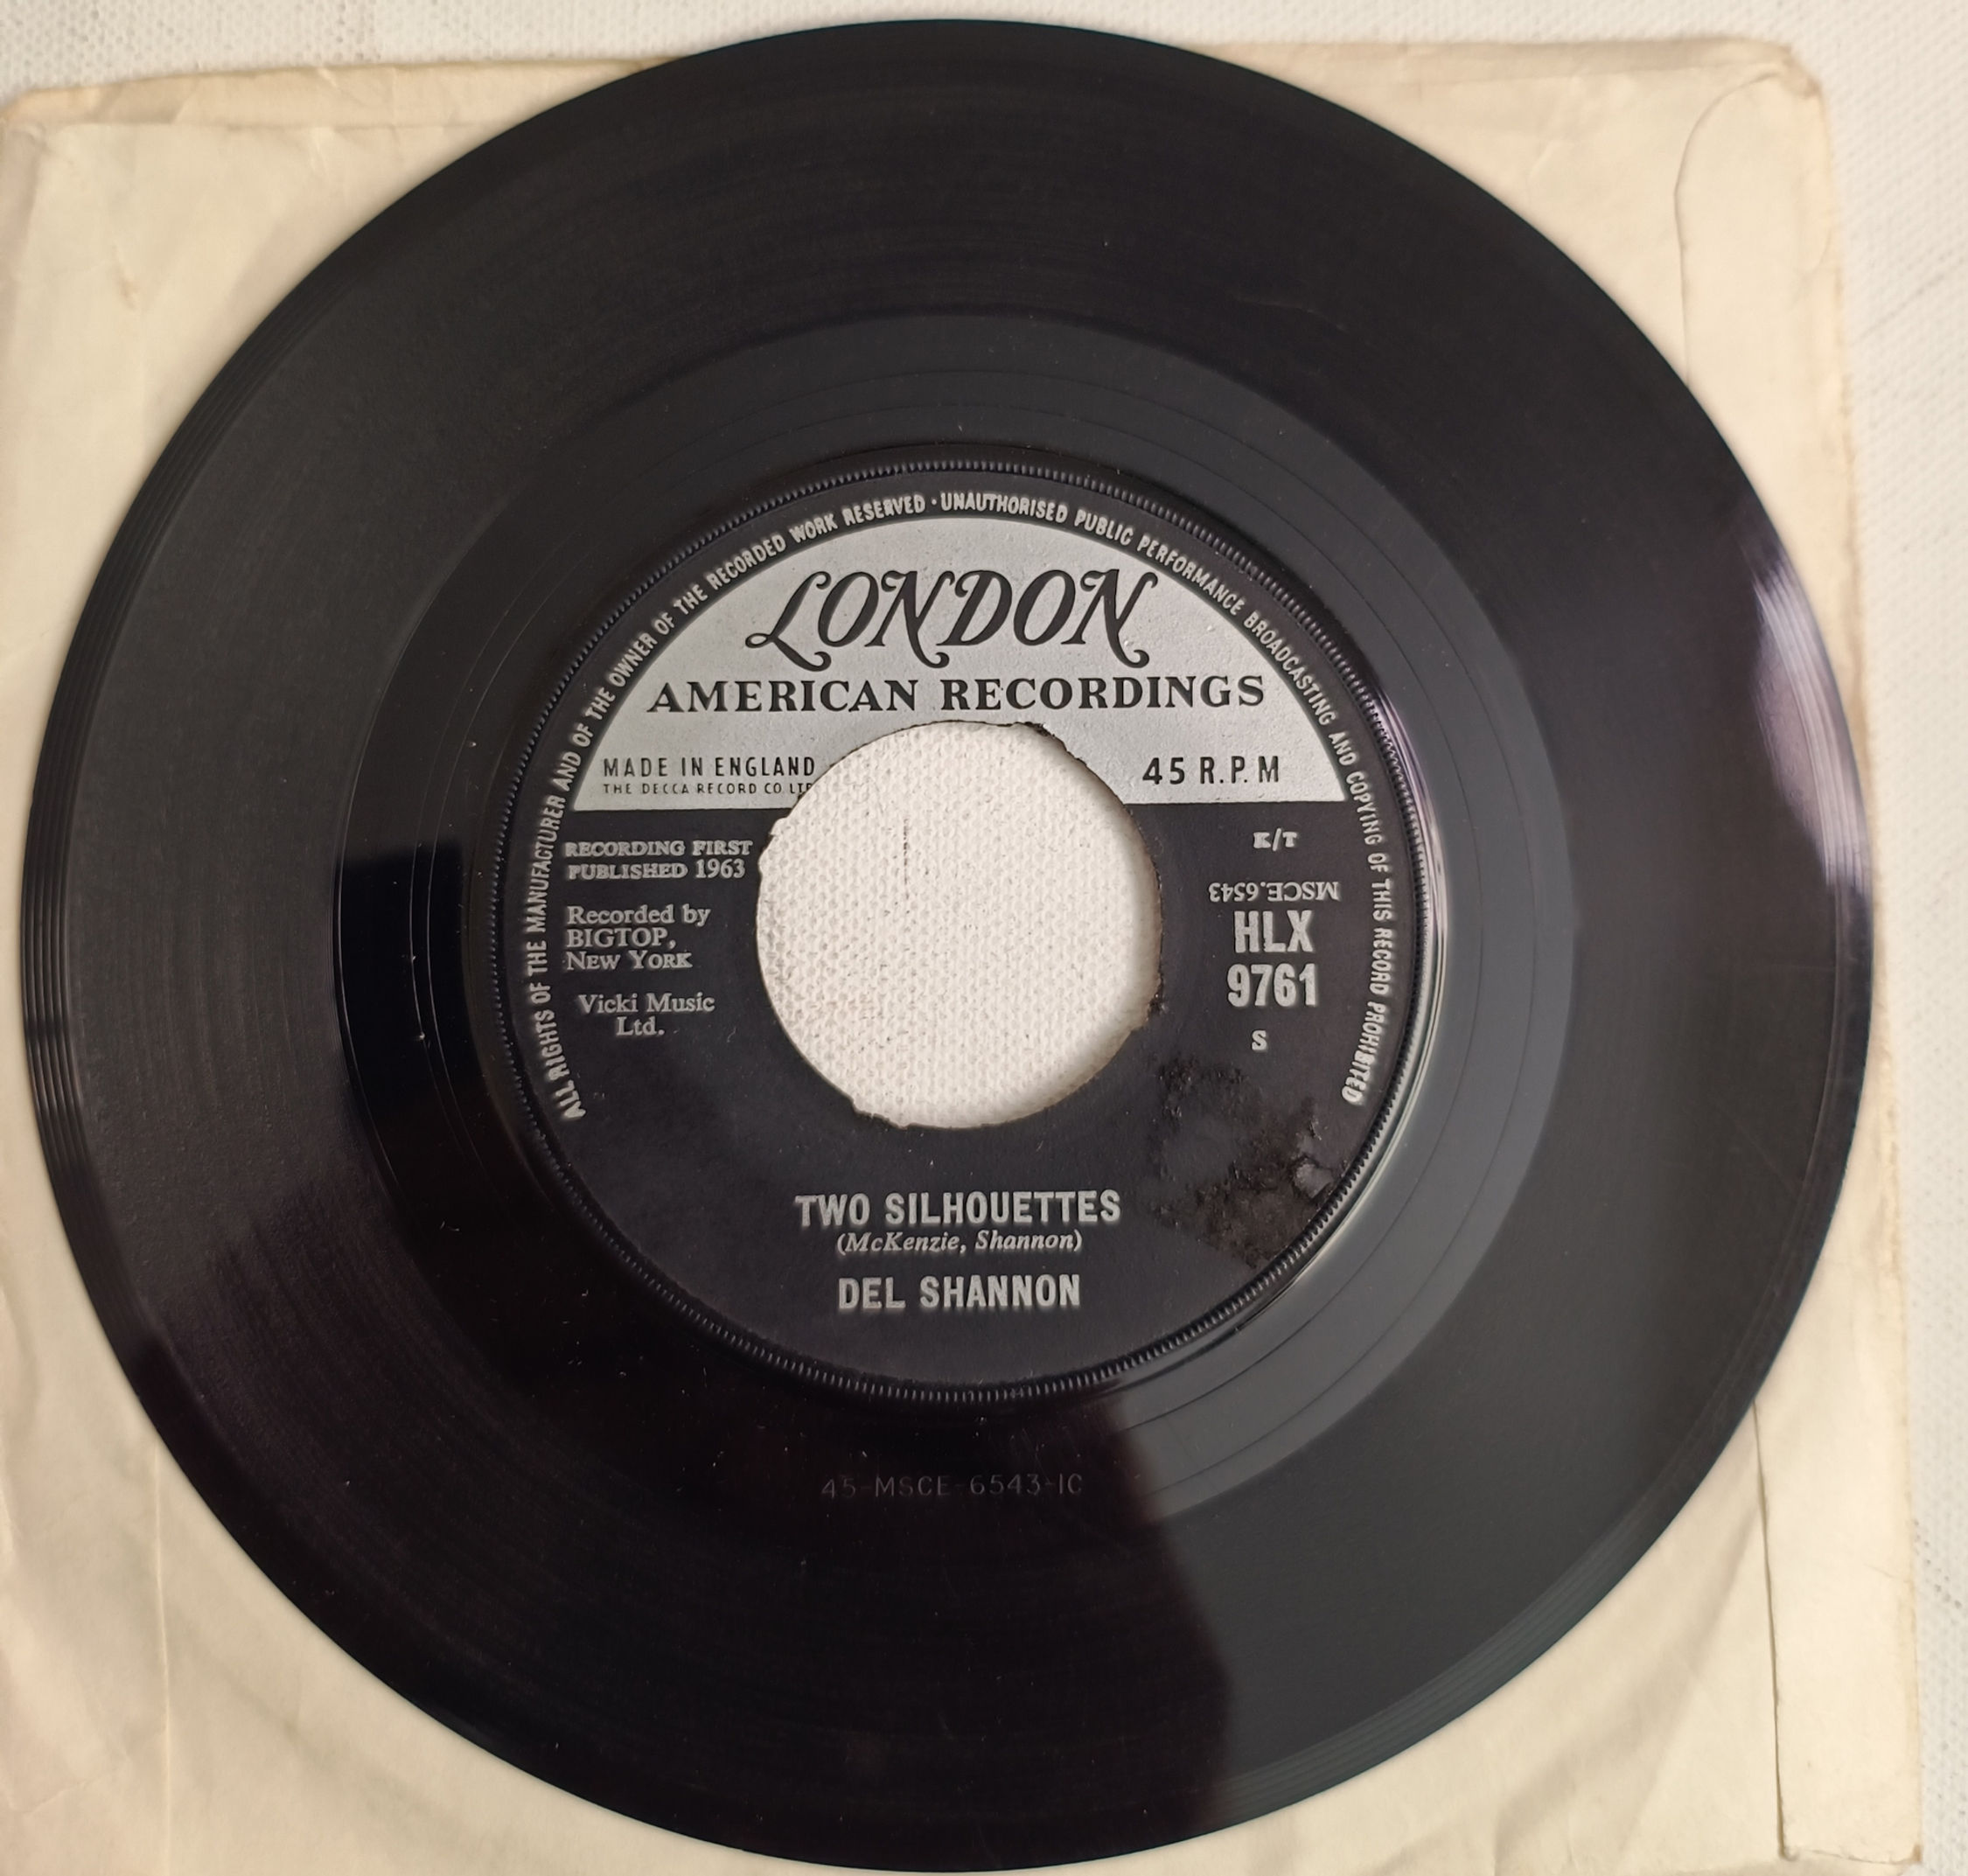 ALL RIGHTS OF THE MANUFACTURER AND OF THE OWNER OF THE RECORDED WORK RESERVED · UNAUTHORISED PUBLIC PERFORMANCE BROADCASTING AND COPYING OF THIS RECORD PROHIBITED
LONDON
AMERICAN RECORDINGS
MADE IN ENGLAND
THE DECCA RECORD CO LTD
45 R.P.M
RECORDING FIRST
PUBLISHED 1963
Recorded by
BIGTOP,
NEW YORK
Vicki Music
Ltd.
K/T
MSCE.6543
HLX
9761
S
TWO SILHOUETTES
(McKenzie, Shannon)
DEL SHANNON
45-MSCE-6543-1C